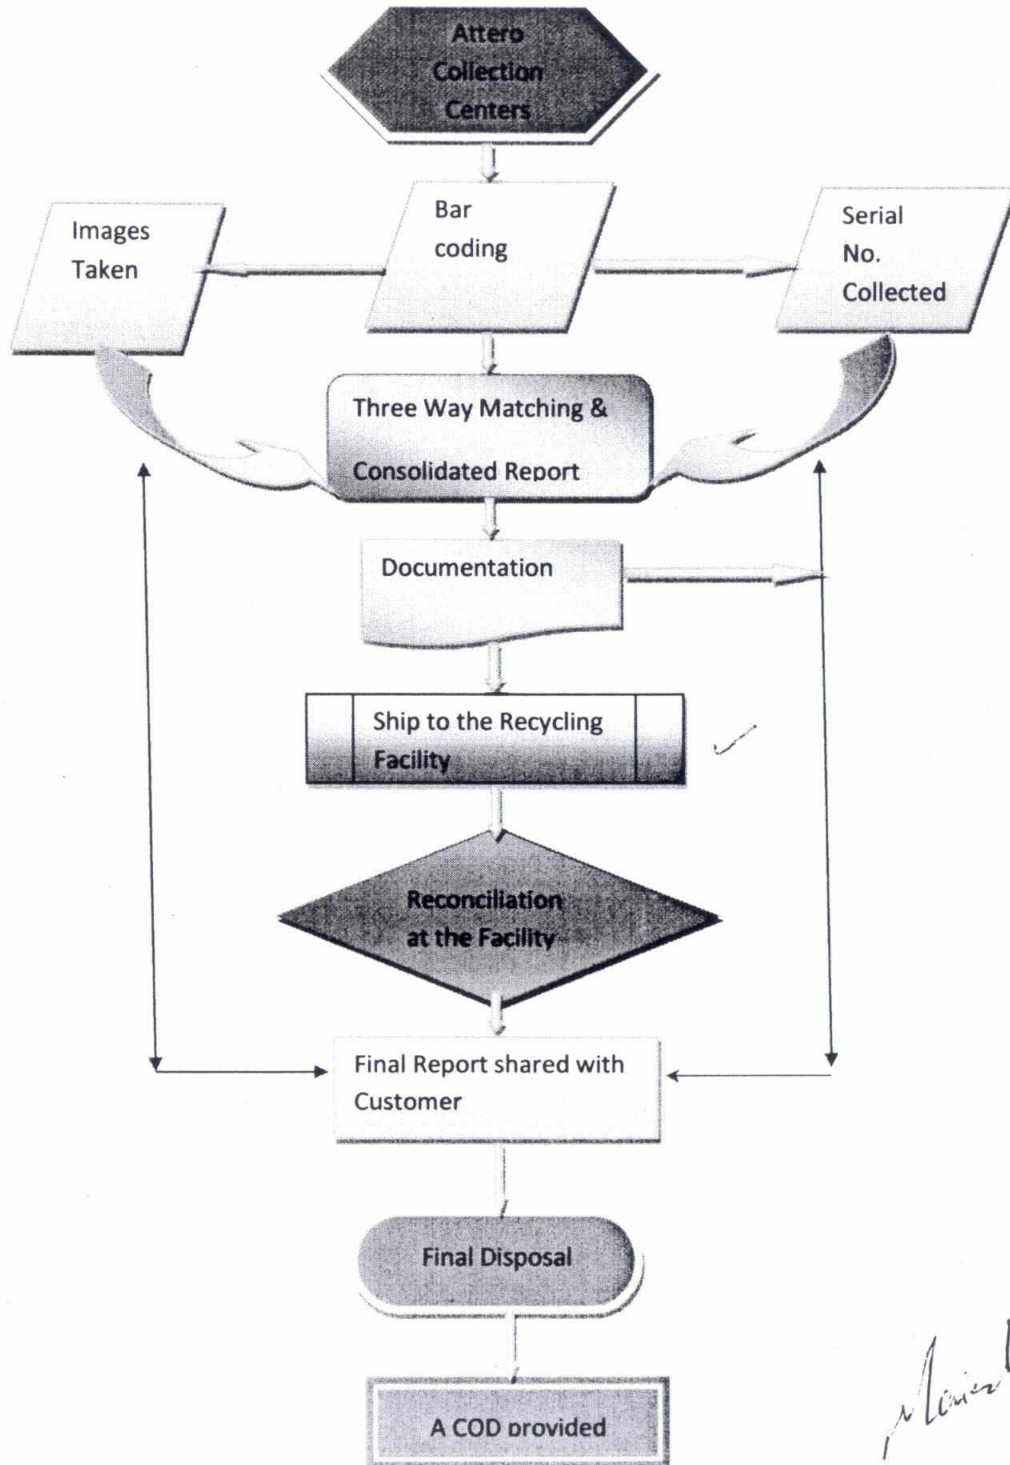 Attero
Collection
Centers
Images
Taken
Bar
coding
Serial
No.
Collected
Three Way Matching &
Consolidated Report
Documentation
Ship to the Recycling
Facility
Reconciliation
at the Facility
Final Report shared with
Customer
Final Disposal
A COD provided